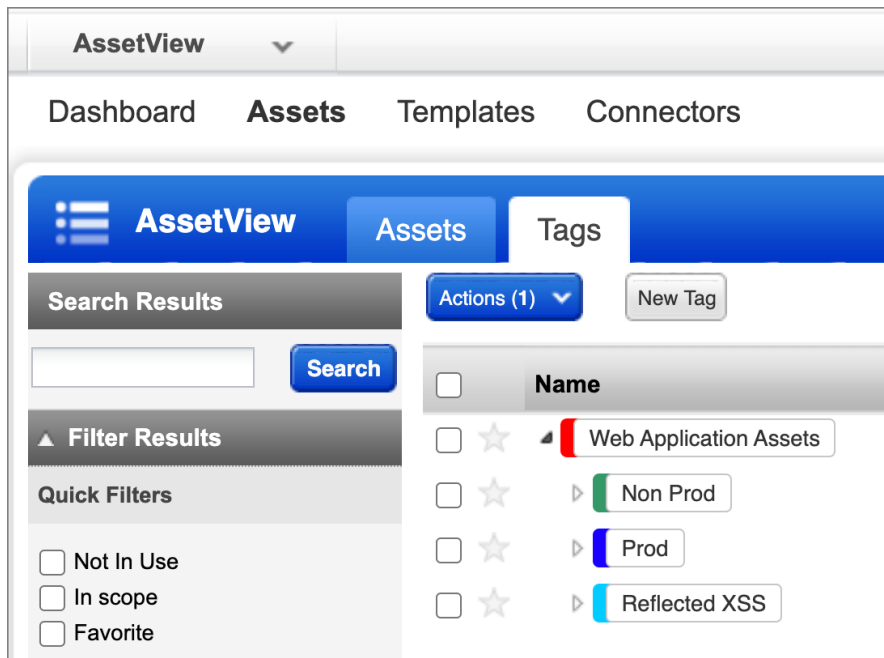 AssetView
Dashboard Assets Templates Connectors
AssetView Assets Tags
Search Results
Actions (1) New Tag
Search
Name
Filter Results
Web Application Assets
Quick Filters
Non Prod
Prod
Not In Use
In scope
Reflected XSS
Favorite